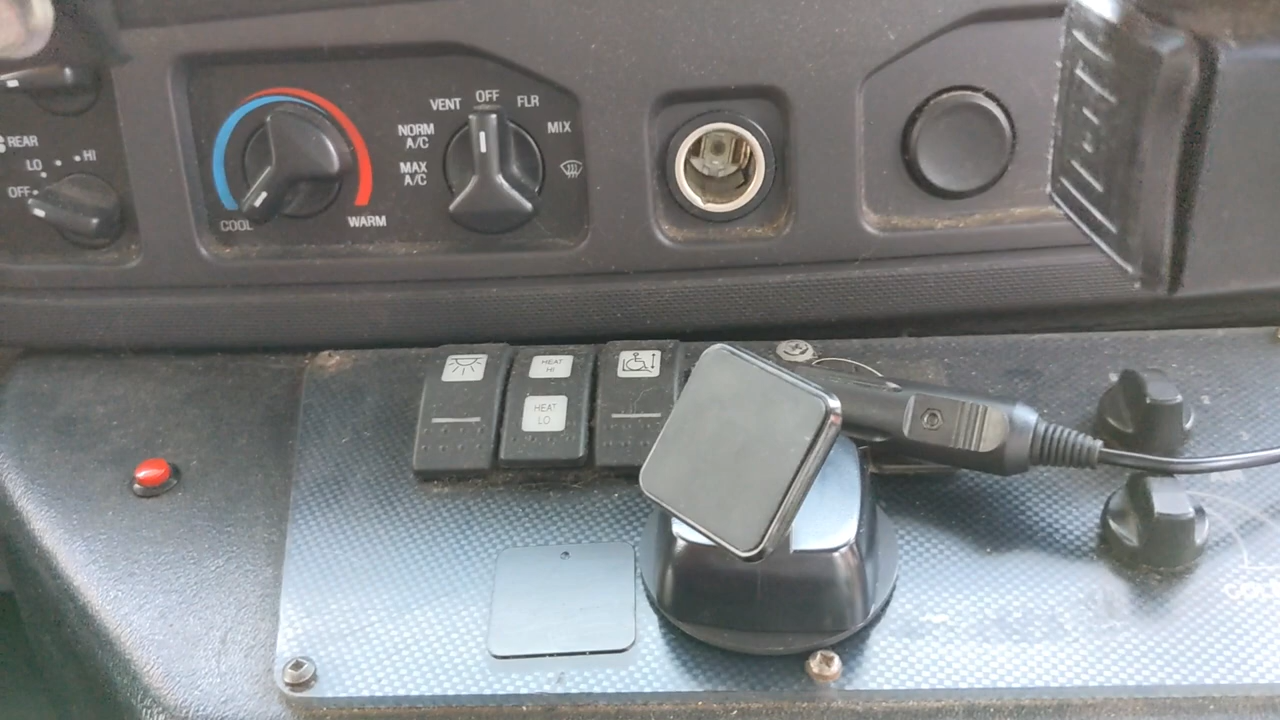 VENT
OFF
FLR
NORM
A/C
MIX
MAX
A/C
COOL
WARM
REAR
LO
HI
OFF
HEAT
HI
HEAT
LO